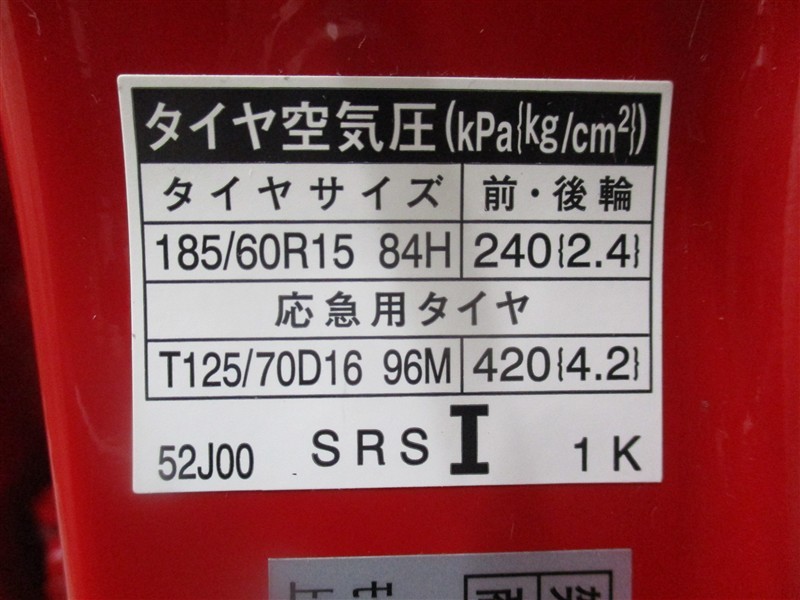 タイヤ空気圧(kPa{kg/cm²})
タイヤサイズ 前・後輪
185/60R15 84H 240{2.4}
応急用タイヤ
T125/70D16 96M 420{4.2}
52J00 SRS I 1K